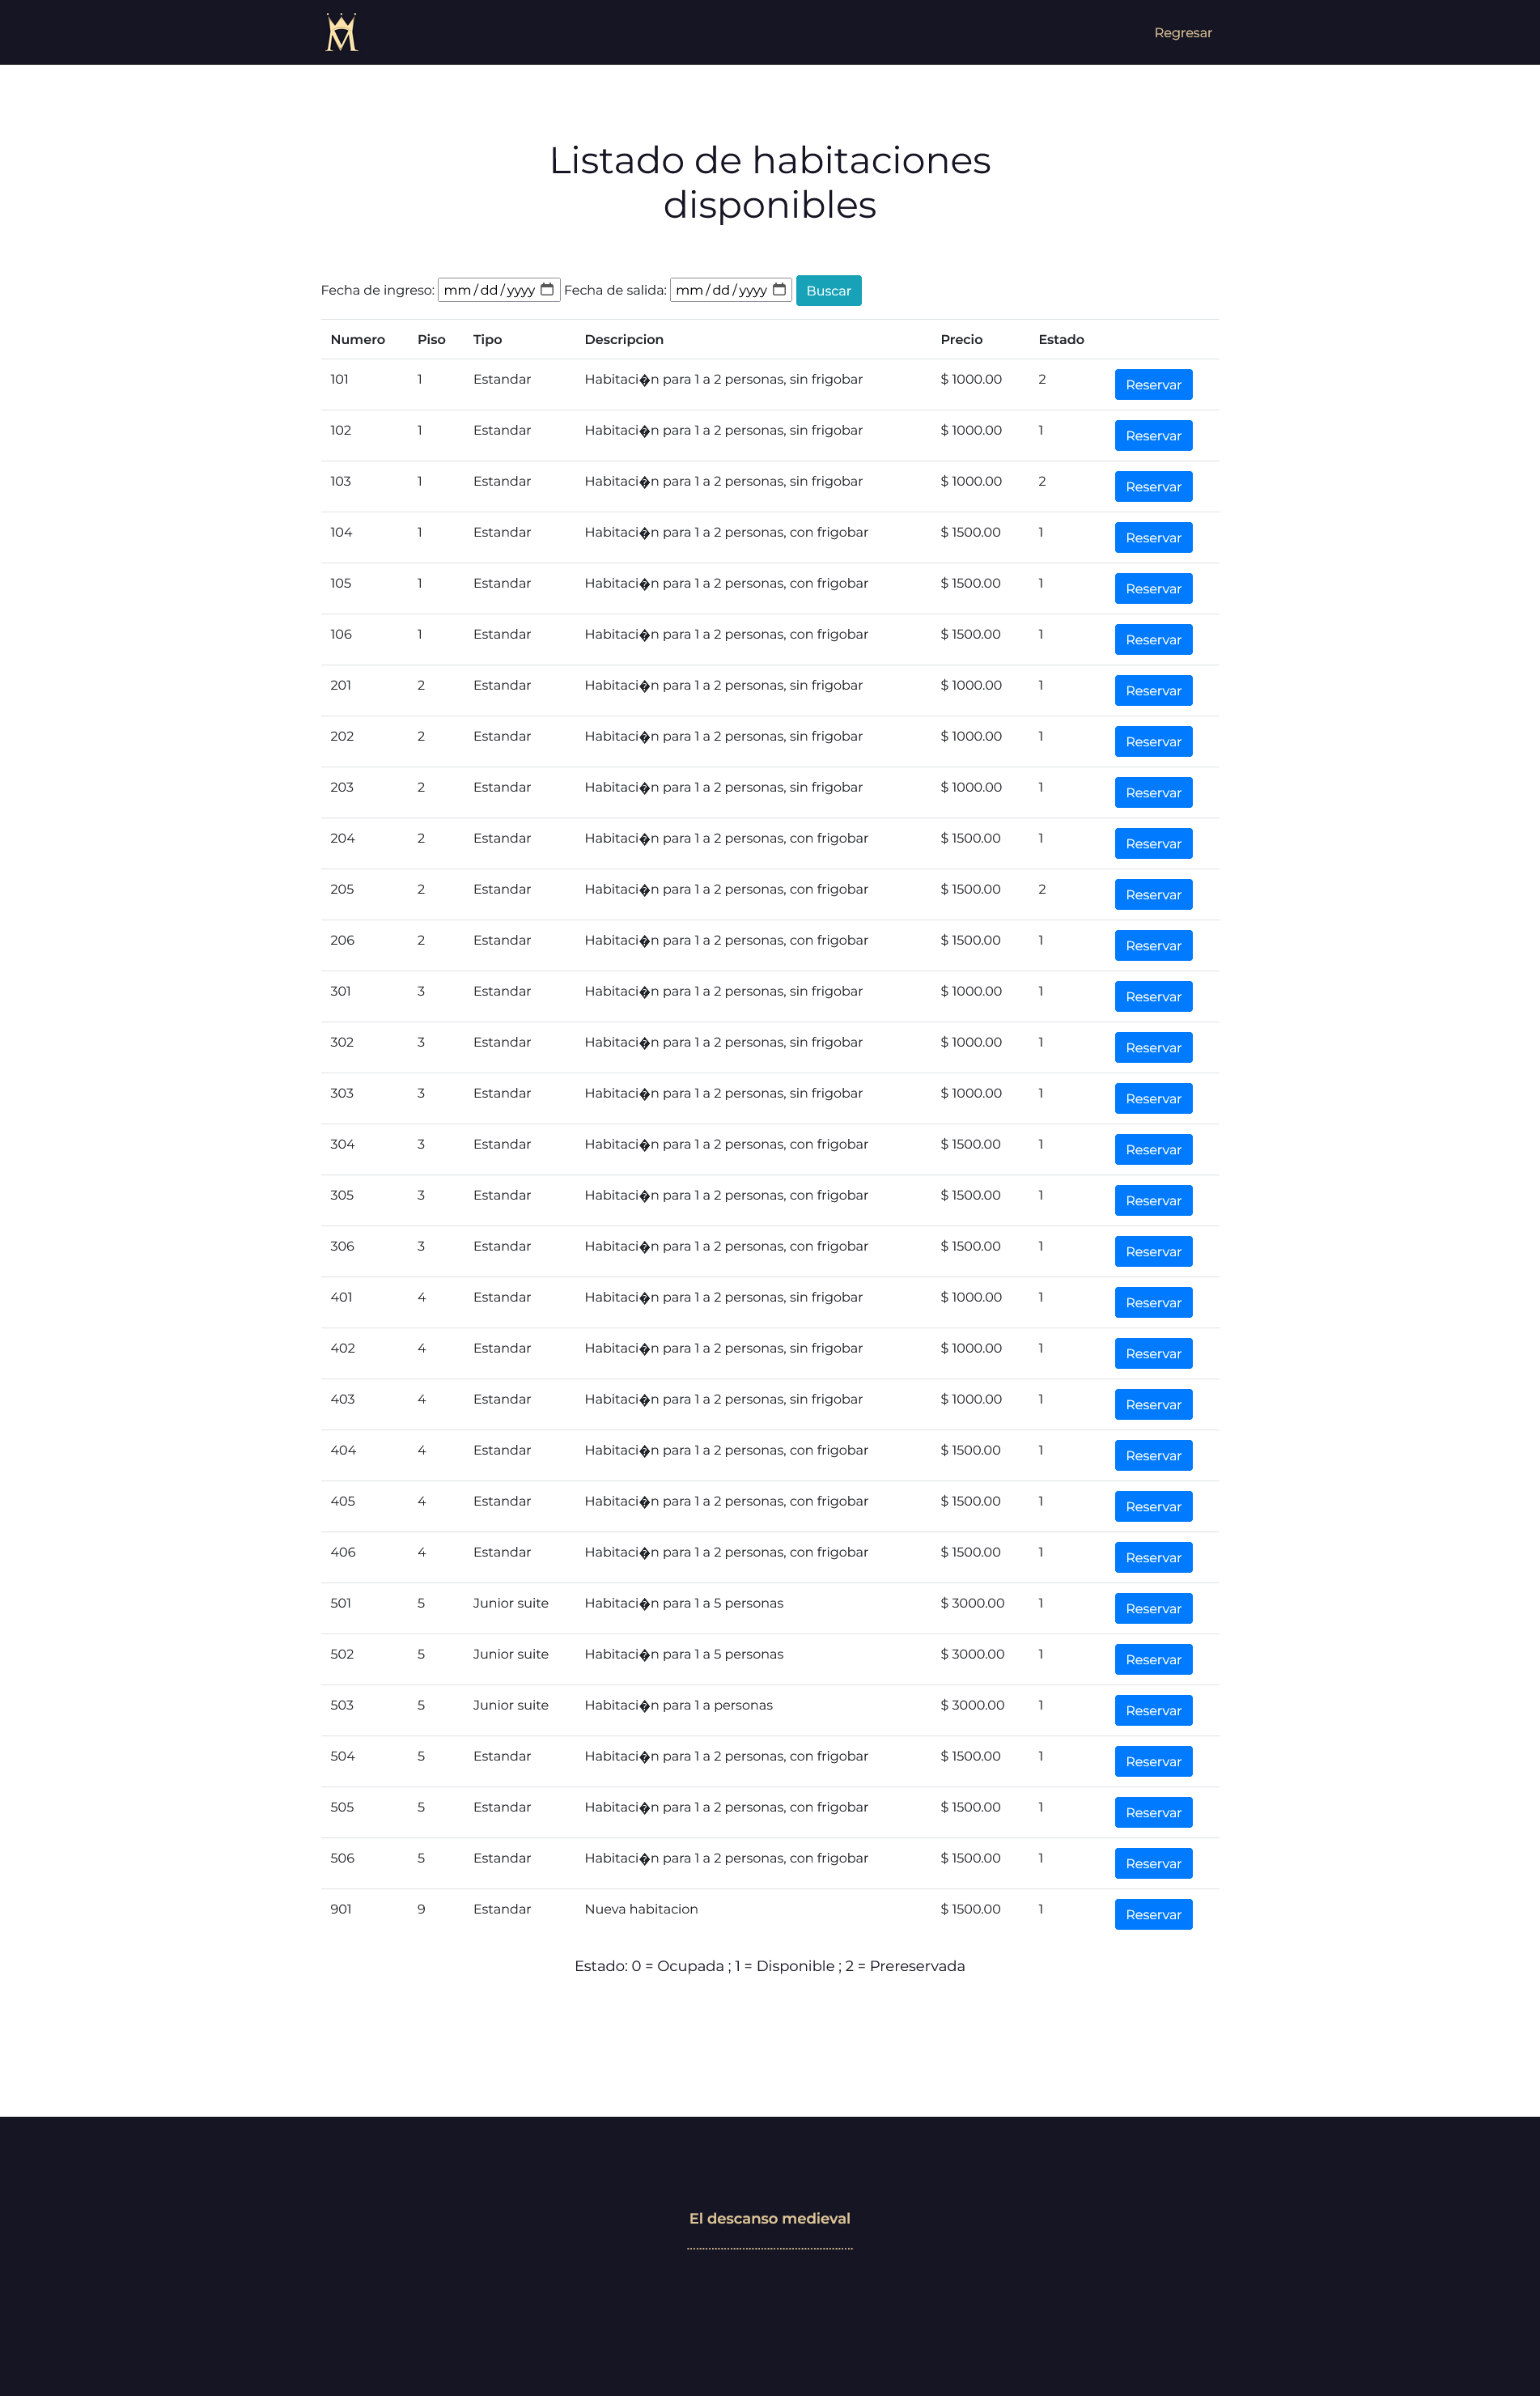 Regresar
Listado de habitaciones
disponibles
Fecha de ingreso: mm/dd/yyyy Fecha de salida: mm/dd/yyyy Buscar
Numero Piso Tipo Descripcion Precio Estado
101 1 Estandar Habitaci�n para 1 a 2 personas, sin frigobar $ 1000.00 2 Reservar
102 1 Estandar Habitaci�n para 1 a 2 personas, sin frigobar $ 1000.00 1 Reservar
103 1 Estandar Habitaci�n para 1 a 2 personas, sin frigobar $ 1000.00 2 Reservar
104 1 Estandar Habitaci�n para 1 a 2 personas, con frigobar $ 1500.00 1 Reservar
105 1 Estandar Habitaci�n para 1 a 2 personas, con frigobar $ 1500.00 1 Reservar
106 1 Estandar Habitaci�n para 1 a 2 personas, con frigobar $ 1500.00 1 Reservar
201 2 Estandar Habitaci�n para 1 a 2 personas, sin frigobar $ 1000.00 1 Reservar
202 2 Estandar Habitaci�n para 1 a 2 personas, sin frigobar $ 1000.00 1 Reservar
203 2 Estandar Habitaci�n para 1 a 2 personas, sin frigobar $ 1000.00 1 Reservar
204 2 Estandar Habitaci�n para 1 a 2 personas, con frigobar $ 1500.00 1 Reservar
205 2 Estandar Habitaci�n para 1 a 2 personas, con frigobar $ 1500.00 2 Reservar
206 2 Estandar Habitaci�n para 1 a 2 personas, con frigobar $ 1500.00 1 Reservar
301 3 Estandar Habitaci�n para 1 a 2 personas, sin frigobar $ 1000.00 1 Reservar
302 3 Estandar Habitaci�n para 1 a 2 personas, sin frigobar $ 1000.00 1 Reservar
303 3 Estandar Habitaci�n para 1 a 2 personas, sin frigobar $ 1000.00 1 Reservar
304 3 Estandar Habitaci�n para 1 a 2 personas, con frigobar $ 1500.00 1 Reservar
305 3 Estandar Habitaci�n para 1 a 2 personas, con frigobar $ 1500.00 1 Reservar
306 3 Estandar Habitaci�n para 1 a 2 personas, con frigobar $ 1500.00 1 Reservar
401 4 Estandar Habitaci�n para 1 a 2 personas, sin frigobar $ 1000.00 1 Reservar
402 4 Estandar Habitaci�n para 1 a 2 personas, sin frigobar $ 1000.00 1 Reservar
403 4 Estandar Habitaci�n para 1 a 2 personas, sin frigobar $ 1000.00 1 Reservar
404 4 Estandar Habitaci�n para 1 a 2 personas, con frigobar $ 1500.00 1 Reservar
405 4 Estandar Habitaci�n para 1 a 2 personas, con frigobar $ 1500.00 1 Reservar
406 4 Estandar Habitaci�n para 1 a 2 personas, con frigobar $ 1500.00 1 Reservar
501 5 Junior suite Habitaci�n para 1 a 5 personas $ 3000.00 1 Reservar
502 5 Junior suite Habitaci�n para 1 a 5 personas $ 3000.00 1 Reservar
503 5 Junior suite Habitaci�n para 1 a personas $ 3000.00 1 Reservar
504 5 Estandar Habitaci�n para 1 a 2 personas, con frigobar $ 1500.00 1 Reservar
505 5 Estandar Habitaci�n para 1 a 2 personas, con frigobar $ 1500.00 1 Reservar
506 5 Estandar Habitaci�n para 1 a 2 personas, con frigobar $ 1500.00 1 Reservar
901 9 Estandar Nueva habitacion $ 1500.00 1 Reservar
Estado: 0 = Ocupada ; 1 = Disponible ; 2 = Prereservada
El descanso medieval